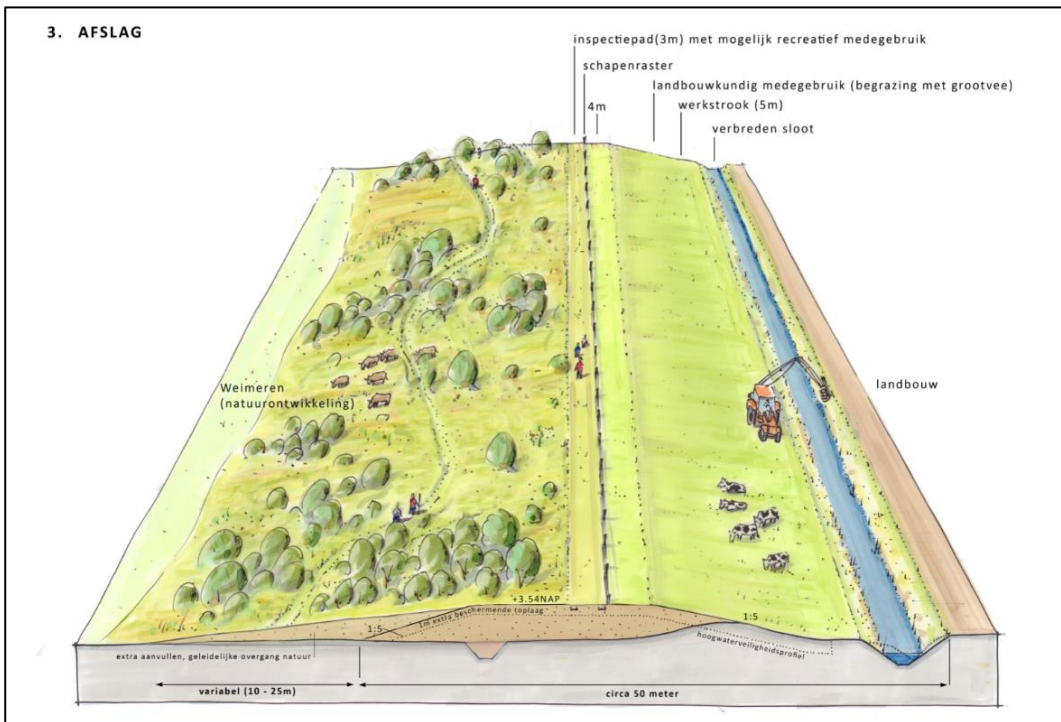 3. AFSLAG
inspectiepad(3m) met mogelijk recreatief medegebruik
schapenraster
4m
landbouwkundig medegebruik (begrazing met grootvee)
werkstrook (5m)
verbreden sloot
Weimeren
(natuurontwikkeling)
landbouw
+3.54NAP
1m extra beschermende toplaag
1:5
1:5
hoogwaterveiligheidsprofiel
extra aanvullen, geleidelijke overgang natuur
variabel (10 - 25m)
circa 50 meter